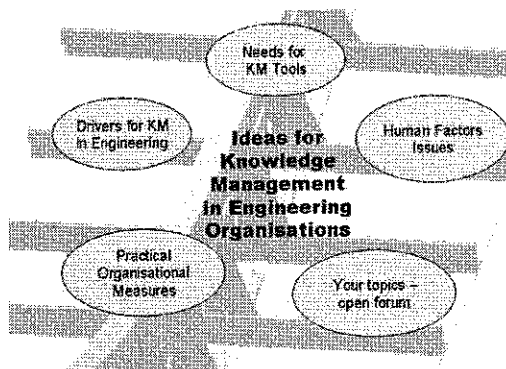 Needs for
KM Tools
Drivers for KM
in Engineering
Ideas for
Knowledge
Management
in Engineering
Organisations
Human Factors
Issues
Practical
Organisational
Measures
Your topics –
open forum